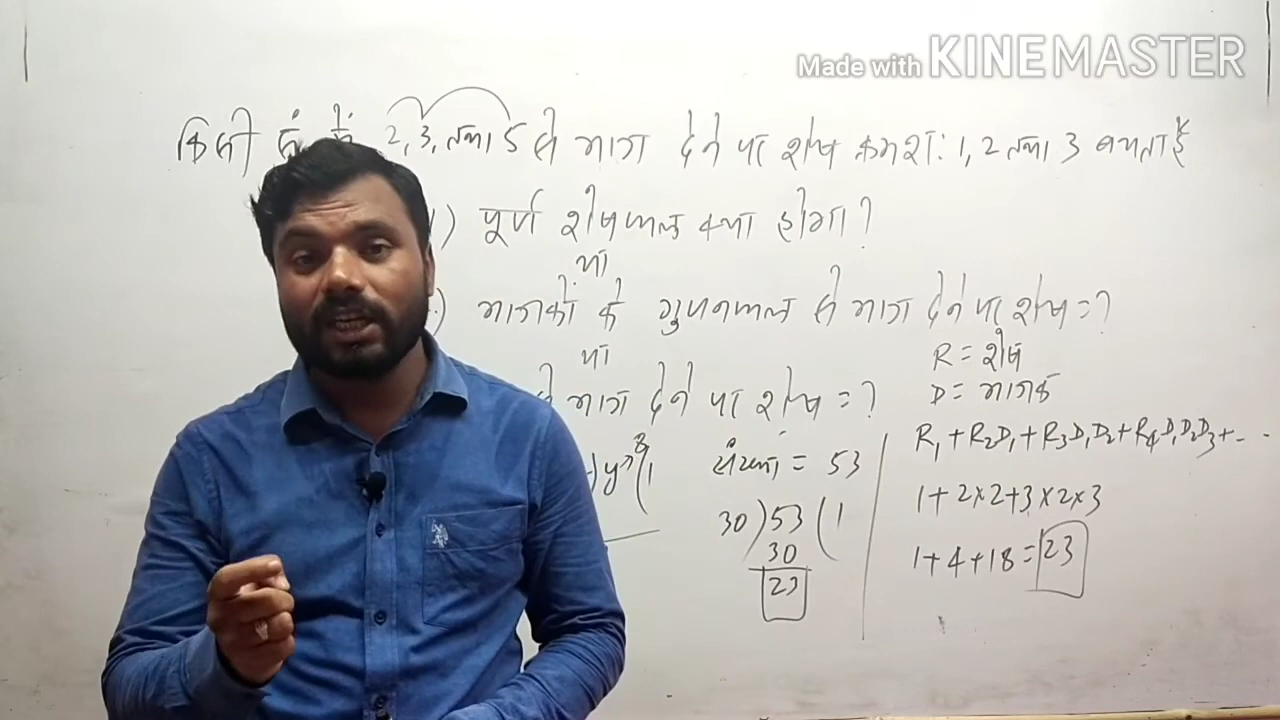 Made with KINEMASTER
किसी सं. में 2, 3, तथा 5 से भाग देने पर शेष क्रमशः 1, 2 तथा 3 बचता है
) पूर्ण शेषफल क्या होगा?
या
भाजकों के गुणनफल से भाग देने पर शेष = ?
या
से भाग देने पर शेष = ?
R = शेष
D = भाजक
R₁+R₂D₁+R₃D₁D₂+R₄D₁D₂D₃+--
1+2×2+3×2×3
1+4+18=23
संख्या = 53
30)53(1
30
23